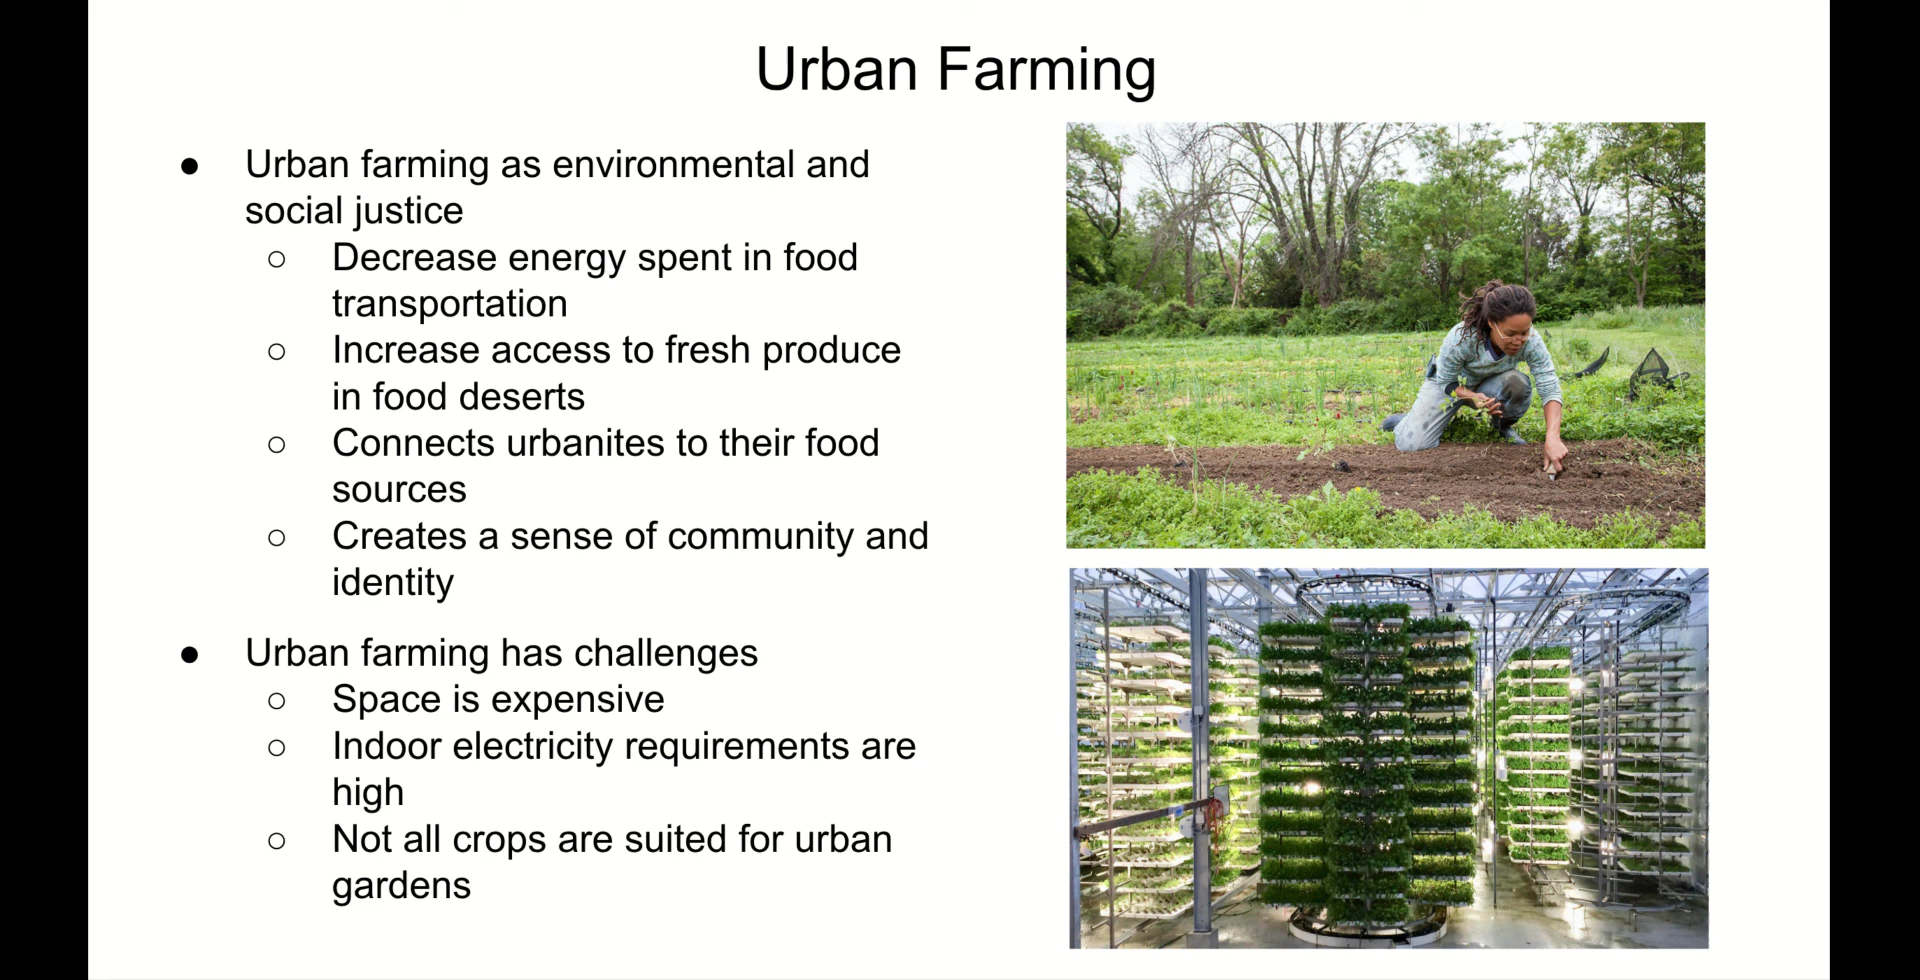 Urban Farming
● Urban farming as environmental and
social justice
○ Decrease energy spent in food
transportation
○ Increase access to fresh produce
in food deserts
○ Connects urbanites to their food
sources
○ Creates a sense of community and
identity
● Urban farming has challenges
○ Space is expensive
○ Indoor electricity requirements are
high
○ Not all crops are suited for urban
gardens